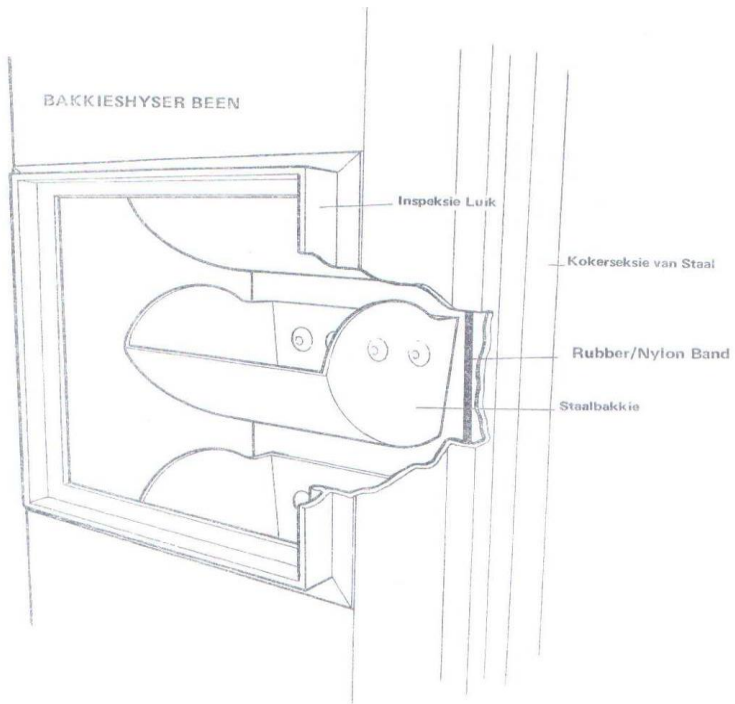 BAKKIESHYSER BEEN
Inspeksie Luik
Kokerseksie van Staal
Rubber/Nylon Band
Staalbakkie